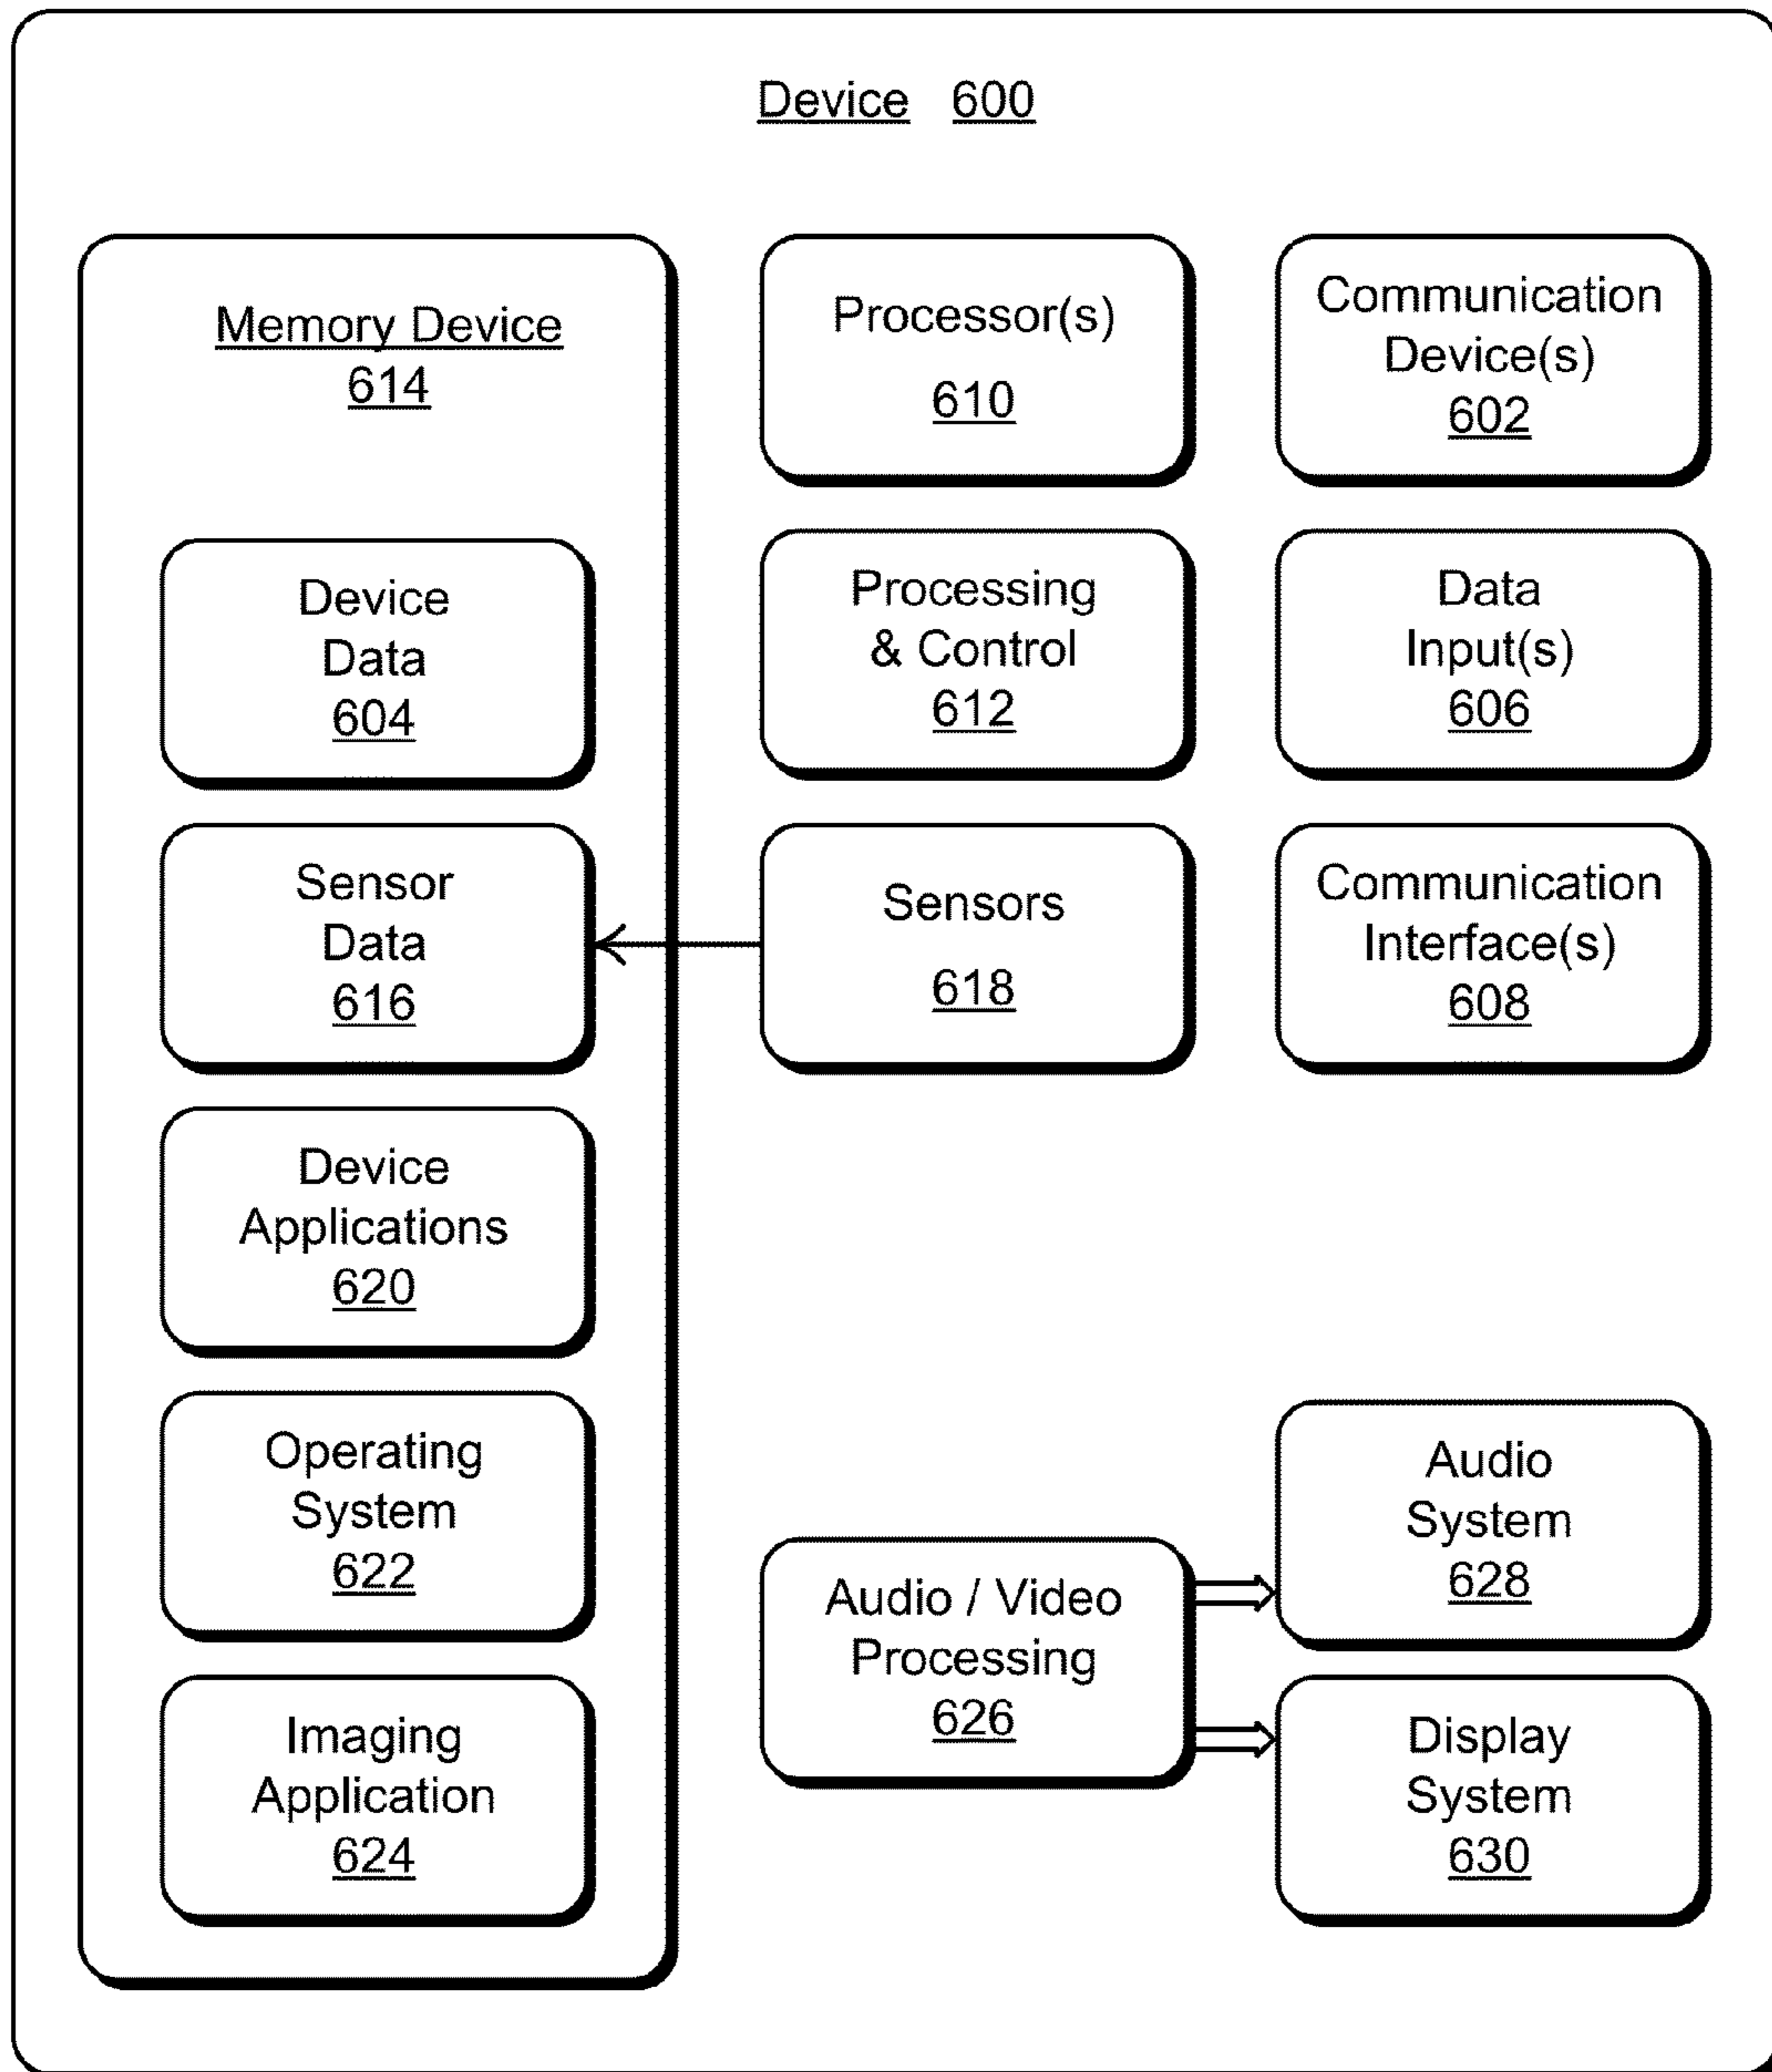 Device 600
Memory Device
614
Device
Data
604
Sensor
Data
616
Device
Applications
620
Operating
System
622
Imaging
Application
624
Processor(s)
610
Processing
& Control
612
Sensors
618
Communication
Device(s)
602
Data
Input(s)
606
Communication
Interface(s)
608
Audio / Video
Processing
626
Audio
System
628
Display
System
630